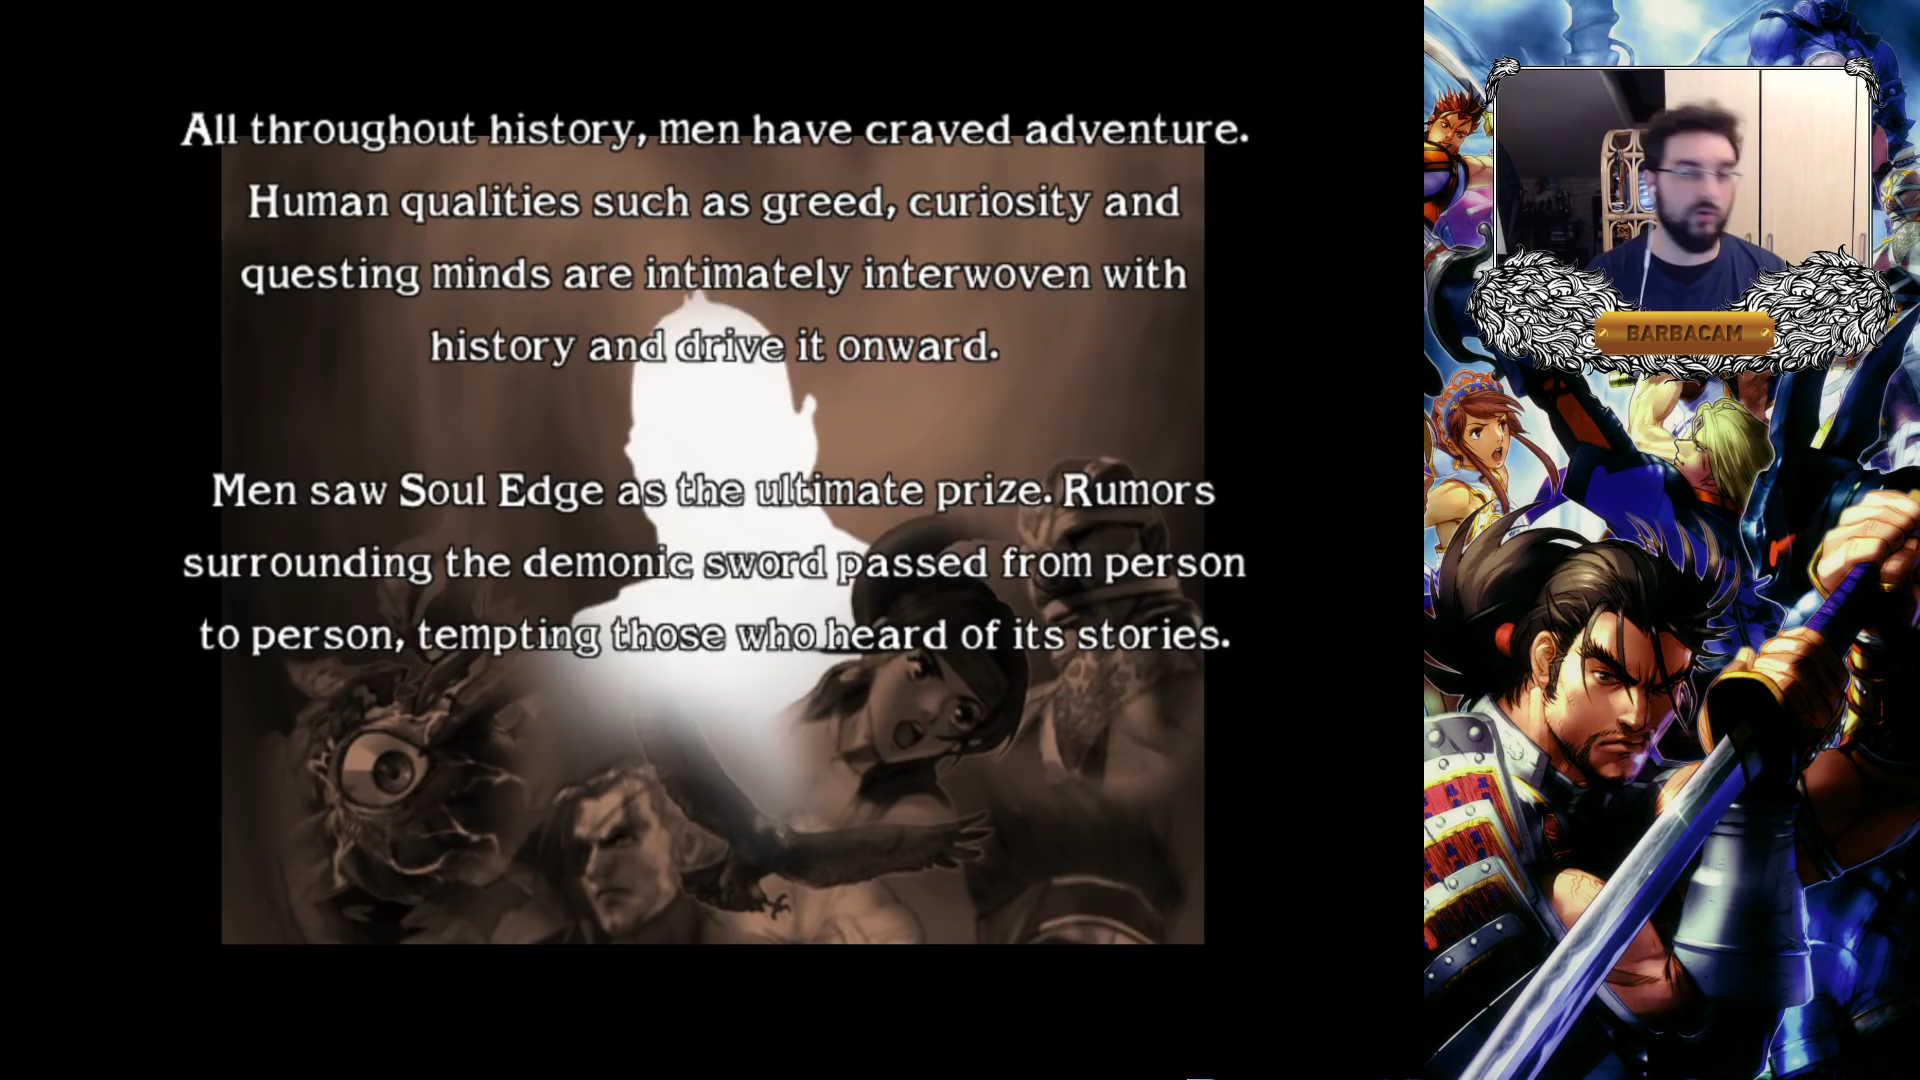 All throughout history, men have craved adventure.
Human qualities such as greed, curiosity and
questing minds are intimately interwoven with
history and drive it onward.
Men saw Soul Edge as the ultimate prize. Rumors
surrounding the demonic sword passed from person
to person, tempting those who heard of its stories.
BARBACAM